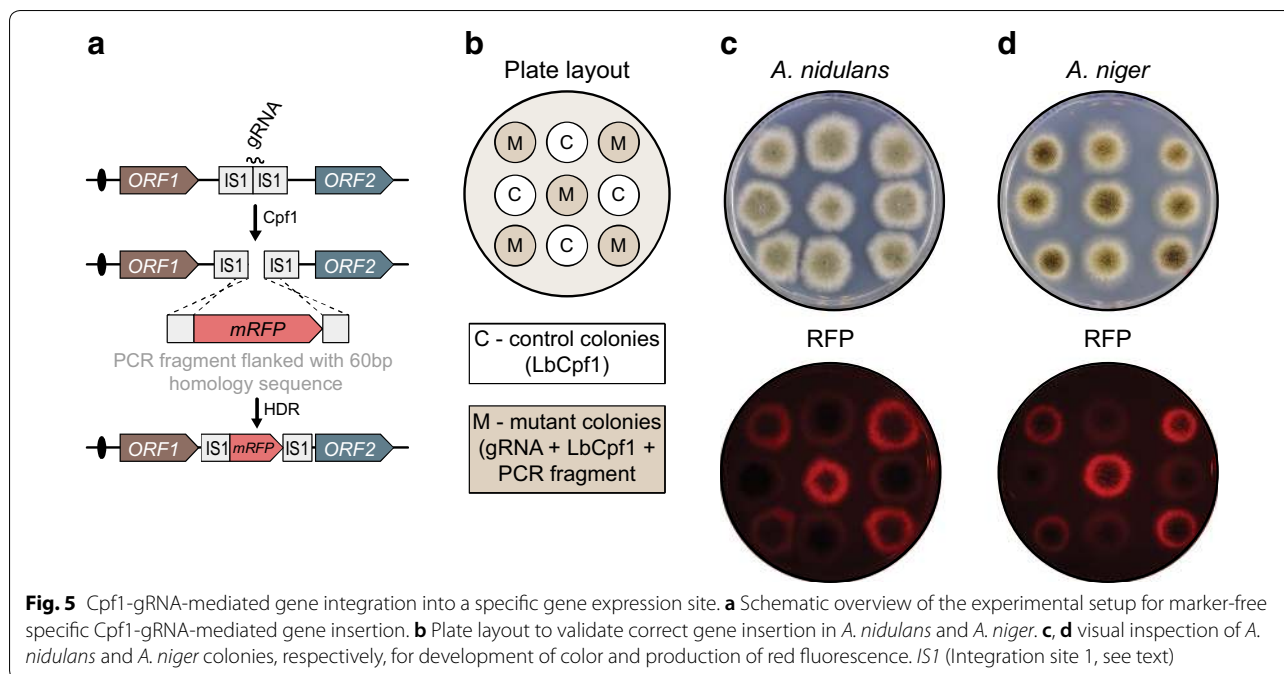 a
gRNA
ORF1 IS1 IS1 ORF2
Cpf1
ORF1 IS1 IS1 ORF2
mRFP
PCR fragment flanked with 60bp
homology sequence
HDR
ORF1 IS1 mRFP IS1 ORF2
b
Plate layout
M C M
C M C
M C M
C - control colonies
(LbCpf1)
M - mutant colonies
(gRNA + LbCpf1 +
PCR fragment
c
A. nidulans
RFP
d
A. niger
RFP
Fig. 5 Cpf1-gRNA-mediated gene integration into a specific gene expression site. a Schematic overview of the experimental setup for marker-free
specific Cpf1-gRNA-mediated gene insertion. b Plate layout to validate correct gene insertion in A. nidulans and A. niger. c, d visual inspection of A.
nidulans and A. niger colonies, respectively, for development of color and production of red fluorescence. IS1 (Integration site 1, see text)